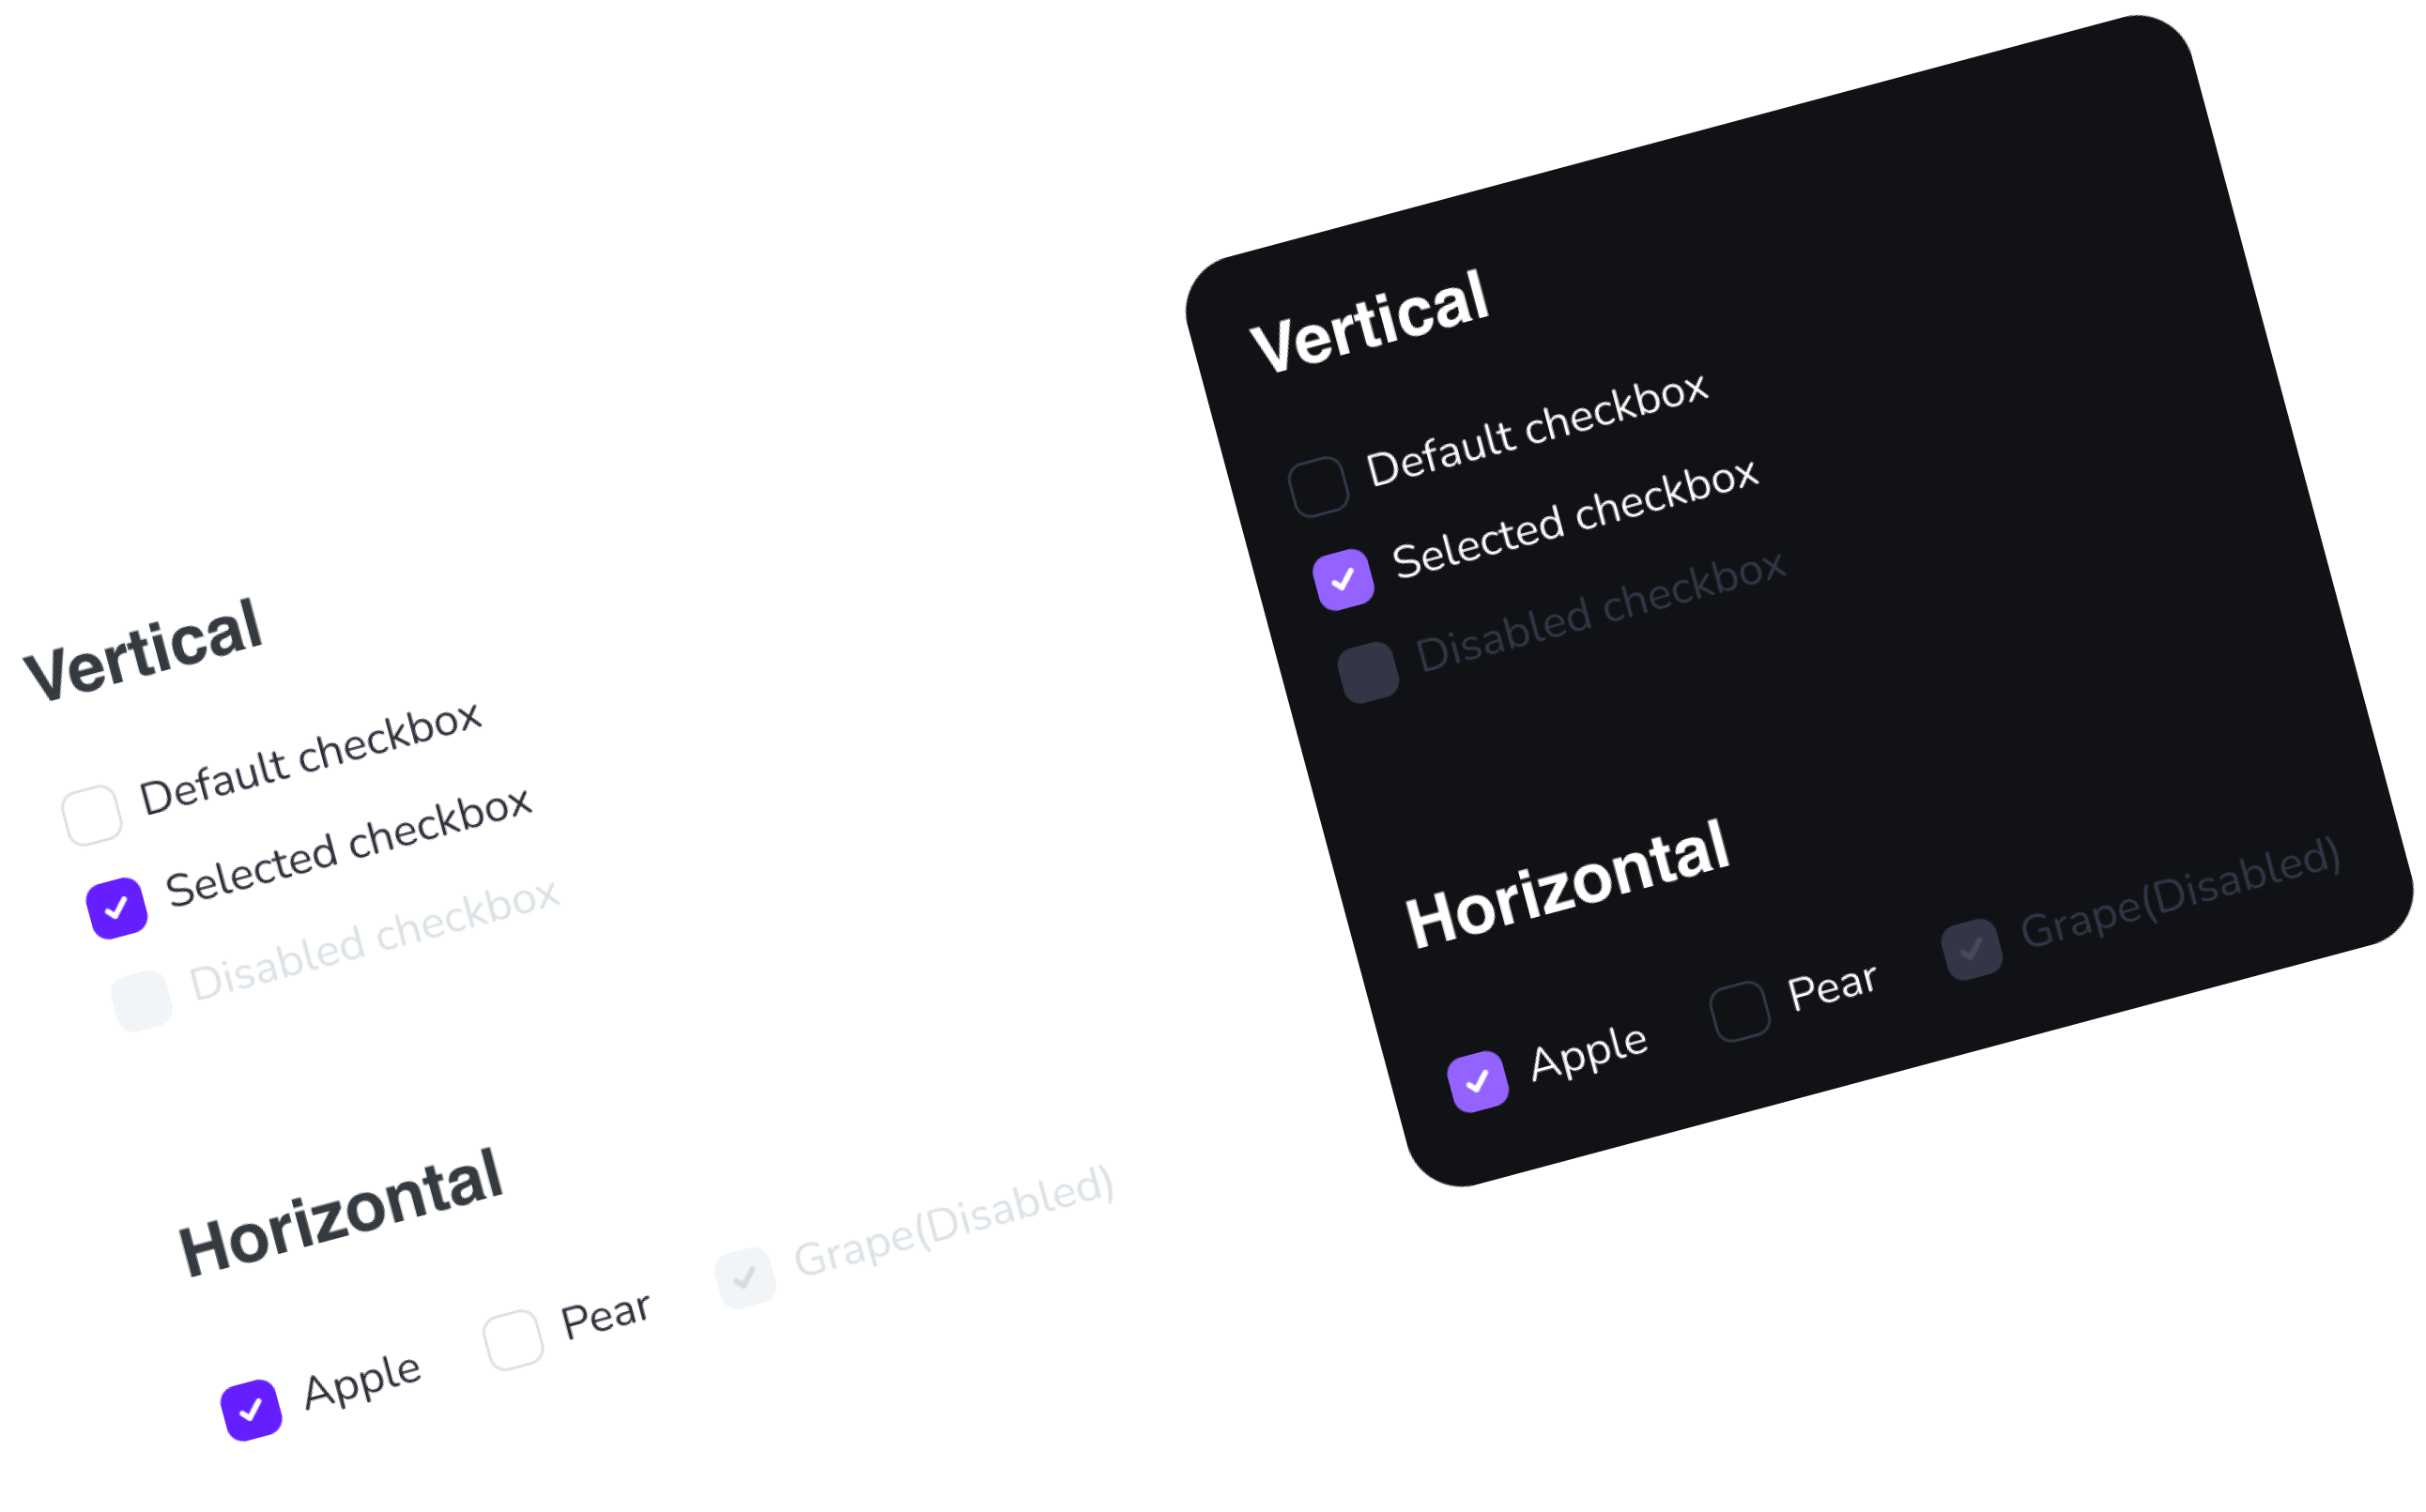 Vertical
Default checkbox
Selected checkbox
Disabled checkbox
Horizontal
Apple
Pear
Grape(Disabled)
Vertical
Default checkbox
Selected checkbox
Disabled checkbox
Horizontal
Apple
Pear
Grape(Disabled)